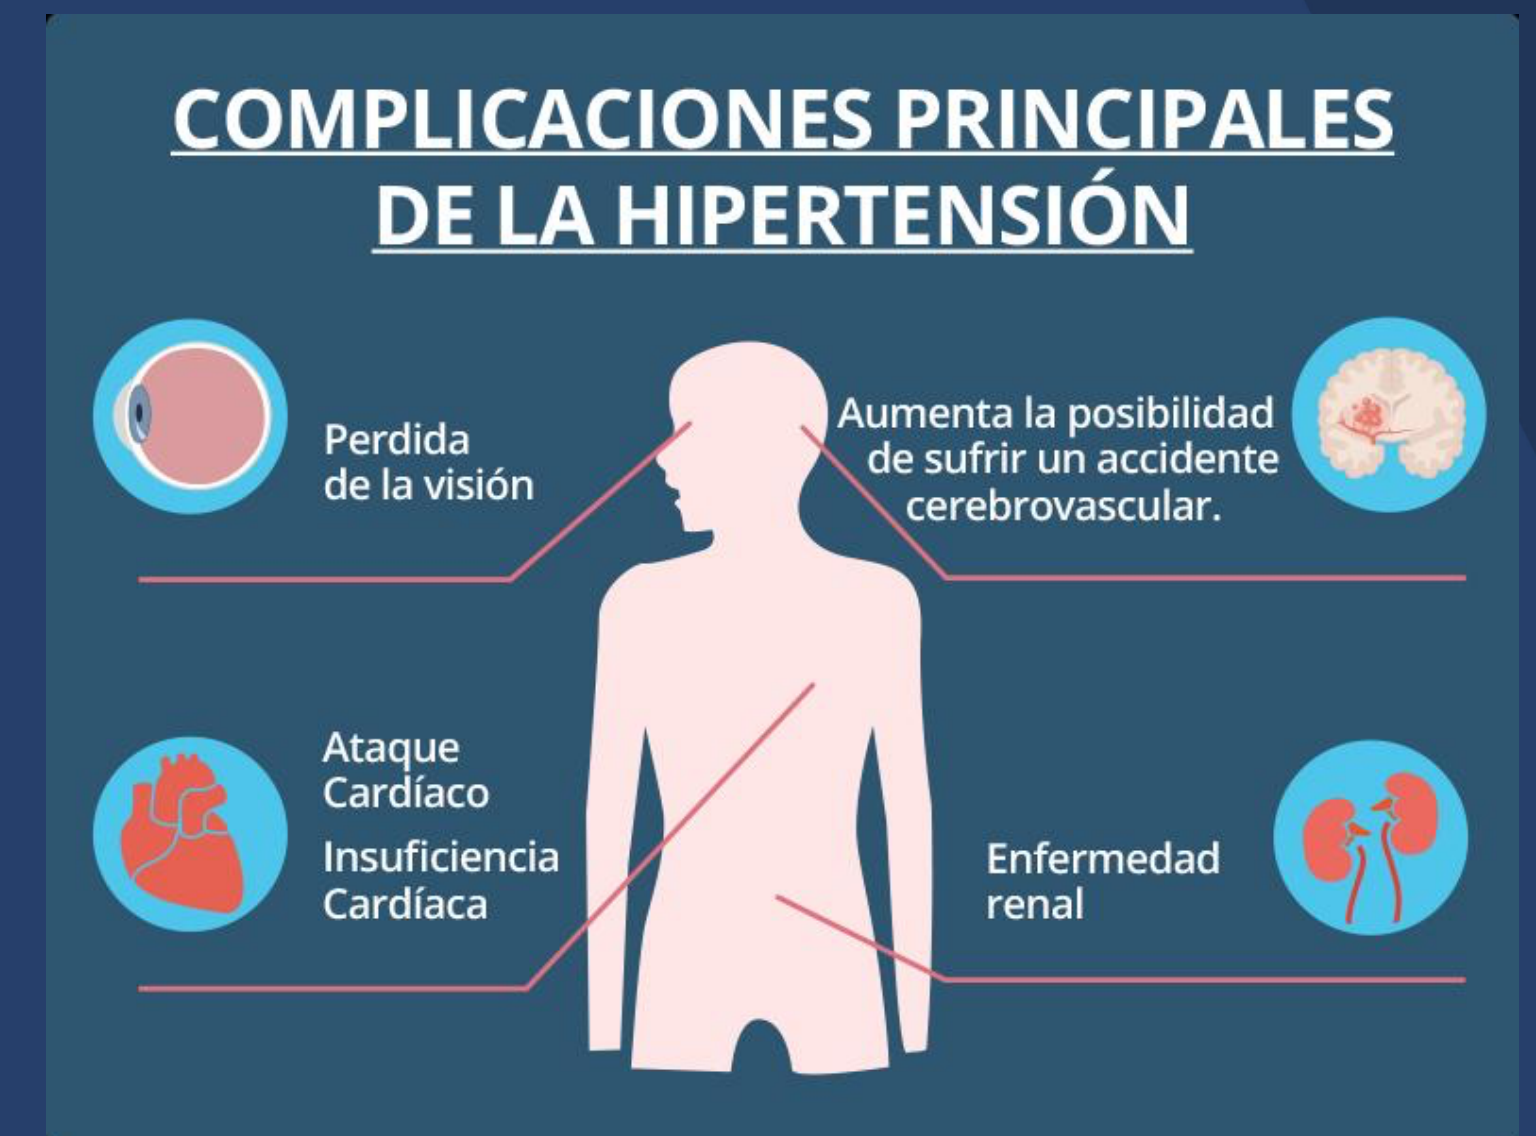 COMPLICACIONES PRINCIPALES
DE LA HIPERTENSIÓN
Perdida
de la visión
Aumenta la posibilidad
de sufrir un accidente
cerebrovascular.
Ataque
Cardíaco
Insuficiencia
Cardíaca
Enfermedad
renal